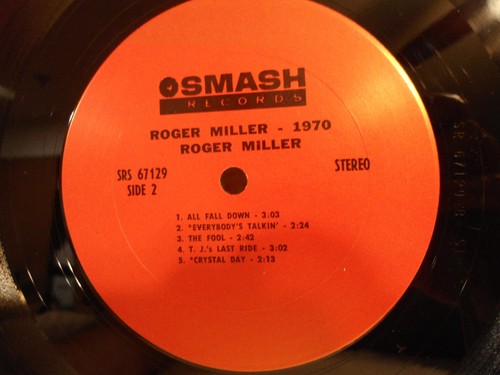 SMASH
RECORDS
ROGER MILLER - 1970
ROGER MILLER
SRS 67129
SIDE 2
STEREO
1. ALL FALL DOWN - 3:03
2. *EVERYBODY'S TALKIN' - 2:24
3. THE FOOL - 2:42
4. T. J.'s LAST RIDE - 3:02
5. *CRYSTAL DAY - 2:13